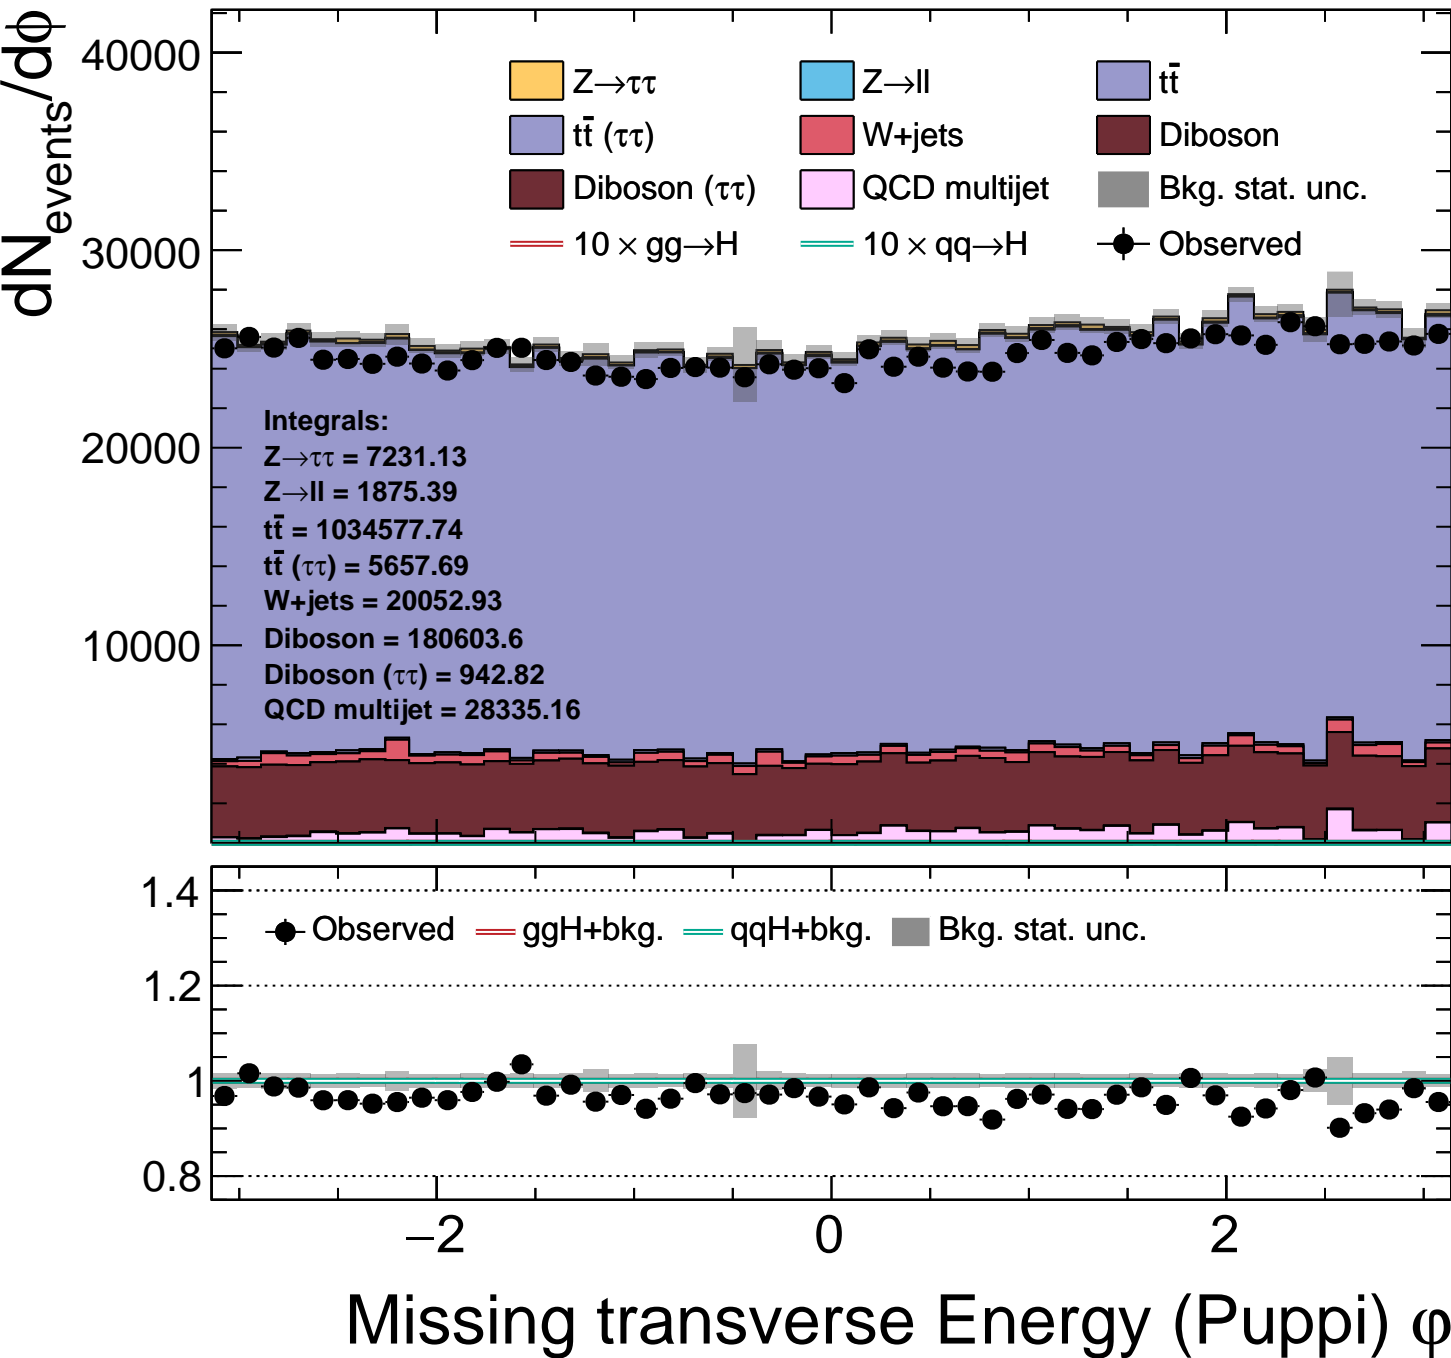 dN_events/dϕ
40000
30000
20000
10000
Z→ττ
Z→ll
tt̄
tt̄ (ττ)
W+jets
Diboson
Diboson (ττ)
QCD multijet
Bkg. stat. unc.
10 × gg→H
10 × qq→H
Observed
Integrals:
Z→ττ = 7231.13
Z→ll = 1875.39
tt̄ = 1034577.74
tt̄ (ττ) = 5657.69
W+jets = 20052.93
Diboson = 180603.6
Diboson (ττ) = 942.82
QCD multijet = 28335.16
1.4
1.2
1
0.8
Observed
ggH+bkg.
qqH+bkg.
Bkg. stat. unc.
−2
0
2
Missing transverse Energy (Puppi) φ